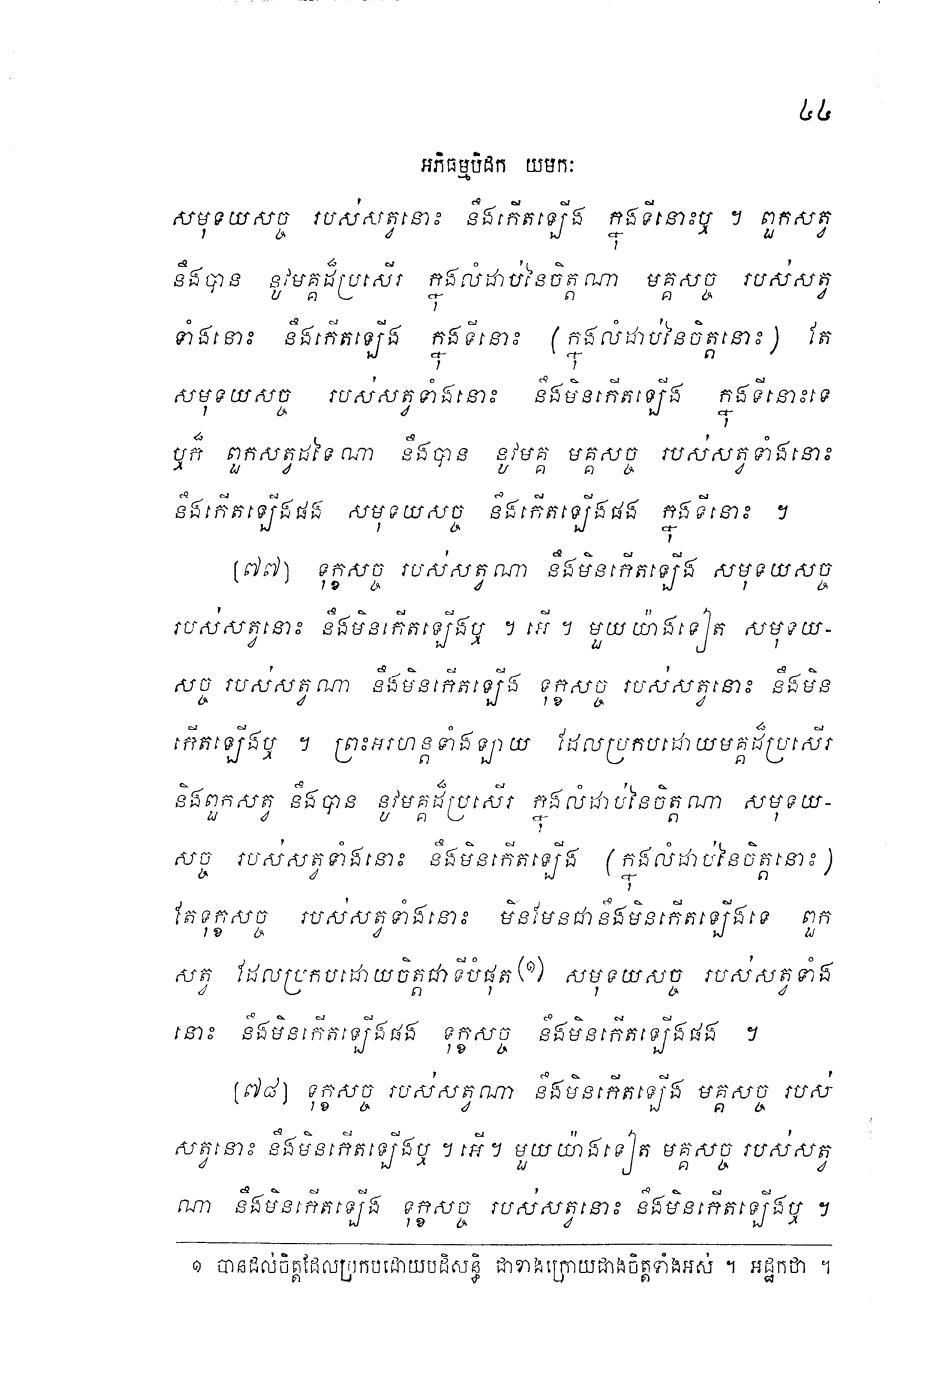 ៤៤
អភិធម្មបិដក យមកៈ
សមុទយសច្ច របស់សត្វនោះ នឹងកើតឡើង ក្នុងទីនោះឬ ។ ពួកសត្វ
នឹងបាន នូវមគ្គដ៏ប្រសើរ ក្នុងលំដាប់នៃចិត្តណា មគ្គសច្ច របស់សត្វ
ទាំងនោះ នឹងកើតឡើង ក្នុងទីនោះ (ក្នុងលំដាប់នៃចិត្តនោះ) តែ
សមុទយសច្ច របស់សត្វទាំងនោះ នឹងមិនកើតឡើង ក្នុងទីនោះទេ
ឬក៏ ពួកសត្វដទៃណា នឹងបាន នូវមគ្គ មគ្គសច្ច របស់សត្វទាំងនោះ
នឹងកើតឡើងផង សមុទយសច្ច នឹងកើតឡើងផង ក្នុងទីនោះ ។
[៧៧] ទុក្ខសច្ច របស់សត្វណា នឹងមិនកើតឡើង សមុទយសច្ច
របស់សត្វនោះ នឹងមិនកើតឡើងឬ ។ អើ ។ មួយយ៉ាងទៀត សមុទយ-
សច្ច របស់សត្វណា នឹងមិនកើតឡើង ទុក្ខសច្ច របស់សត្វនោះ នឹងមិន
កើតឡើងឬ ។ ព្រះអរហន្តទាំងឡាយ ដែលប្រកបដោយមគ្គដ៏ប្រសើរ
និងពួកសត្វ នឹងបាន នូវមគ្គដ៏ប្រសើរ ក្នុងលំដាប់នៃចិត្តណា សមុទយ-
សច្ច របស់សត្វទាំងនោះ នឹងមិនកើតឡើង (ក្នុងលំដាប់នៃចិត្តនោះ)
តែទុក្ខសច្ច របស់សត្វទាំងនោះ មិនមែនជានឹងមិនកើតឡើងទេ ពួក
សត្វ ដែលប្រកបដោយចិត្តជាទីបំផុត(១) សមុទយសច្ច របស់សត្វទាំង
នោះ នឹងមិនកើតឡើងផង ទុក្ខសច្ច នឹងមិនកើតឡើងផង ។
[៧៨] ទុក្ខសច្ច របស់សត្វណា នឹងមិនកើតឡើង មគ្គសច្ច របស់
សត្វនោះ នឹងមិនកើតឡើងឬ ។ អើ ។ មួយយ៉ាងទៀត មគ្គសច្ច របស់សត្វ
ណា នឹងមិនកើតឡើង ទុក្ខសច្ច របស់សត្វនោះ នឹងមិនកើតឡើងឬ ។
១ បានដល់ចិត្តដែលប្រកបដោយបដិសន្ធិ ជាខាងក្រោយជាងចិត្តទាំងអស់ ។ អដ្ឋកថា ។